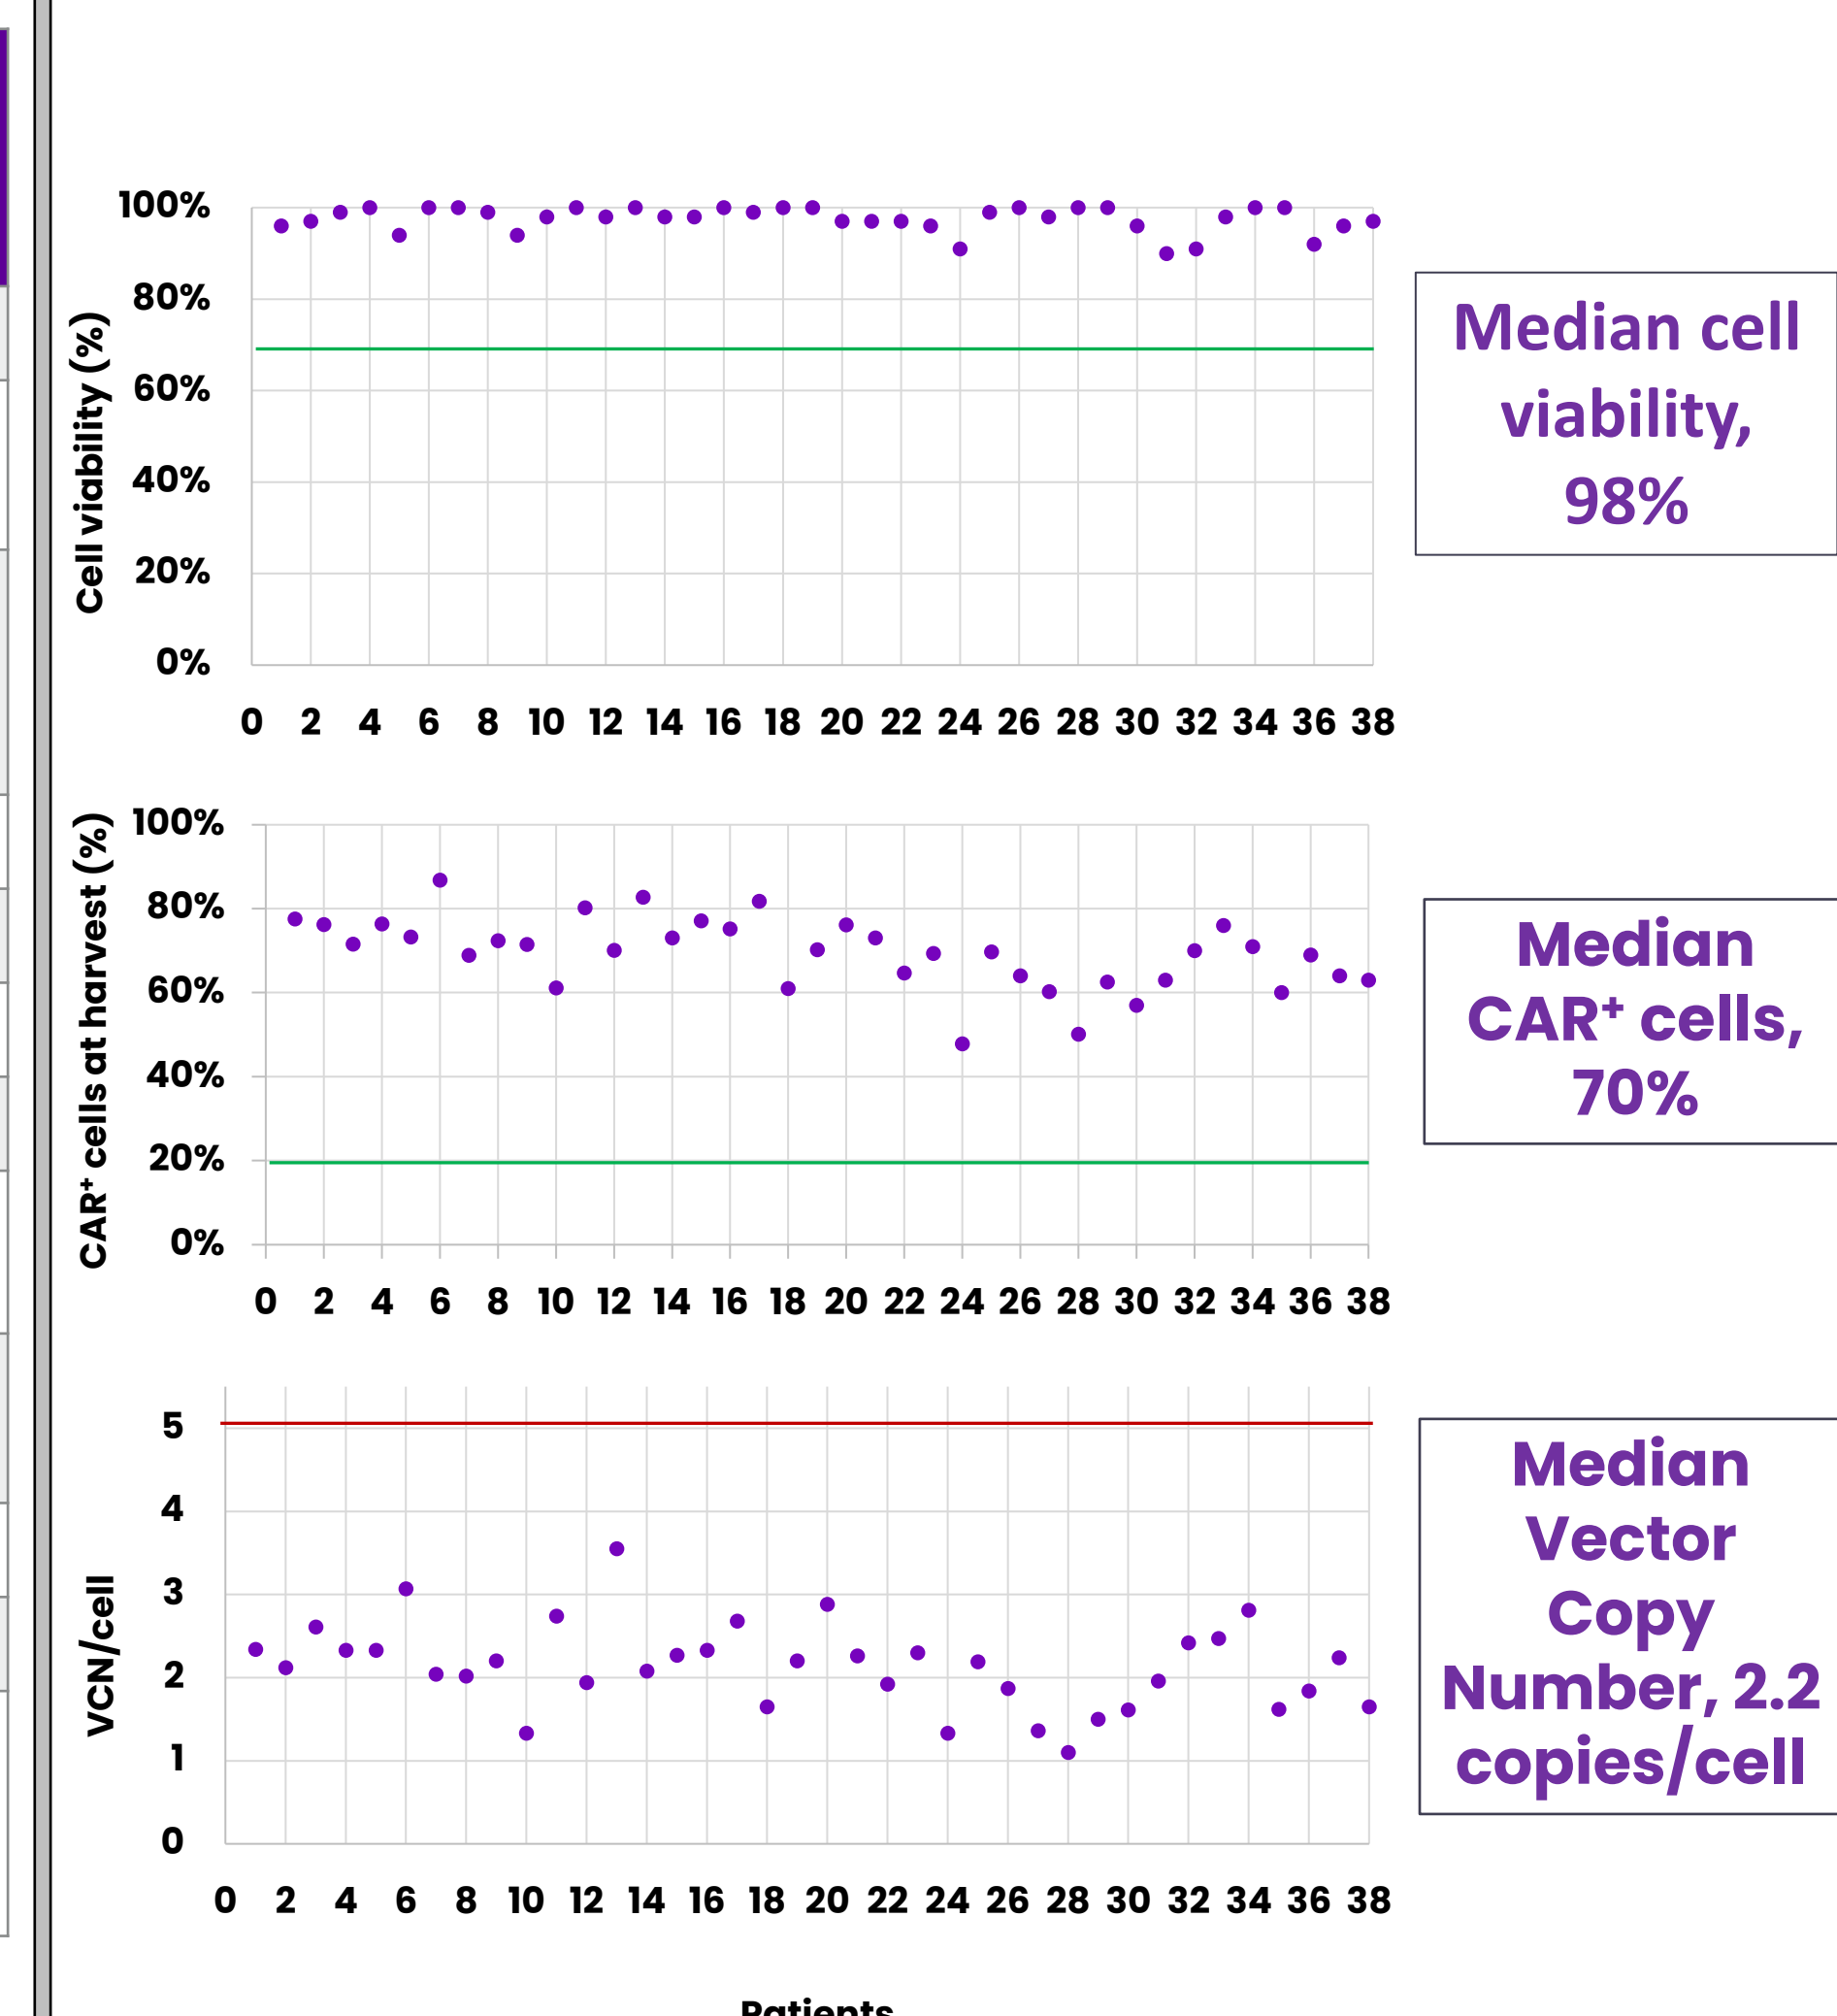 Cell viability (%)
100%
80%
60%
40%
20%
0%
0 2 4 6 8 10 12 14 16 18 20 22 24 26 28 30 32 34 36 38
Median cell
viability,
98%
CAR⁺ cells at harvest (%)
100%
80%
60%
40%
20%
0%
0 2 4 6 8 10 12 14 16 18 20 22 24 26 28 30 32 34 36 38
Median
CAR⁺ cells,
70%
VCN/cell
5
4
3
2
1
0
0 2 4 6 8 10 12 14 16 18 20 22 24 26 28 30 32 34 36 38
Median
Vector
Copy
Number, 2.2
copies/cell
Patients